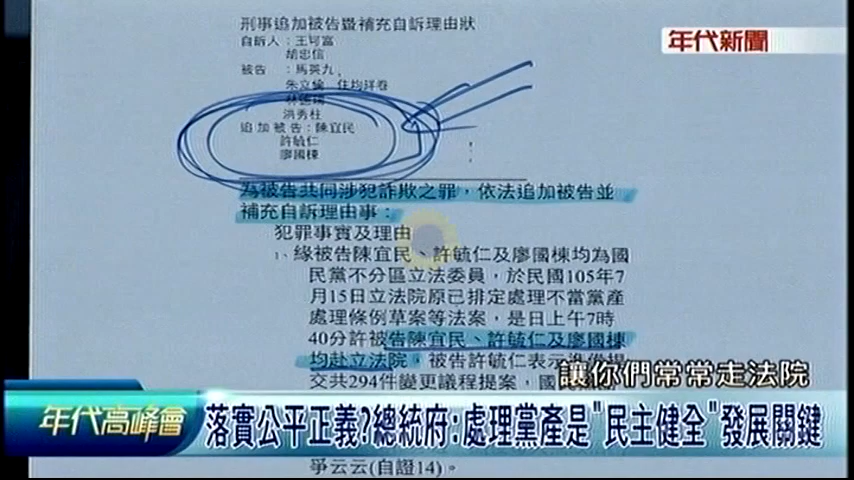 刑事追加被告暨補充自訴理由狀
年代新聞
自訴人：王可富
胡忠信
被告：馬英九
朱立倫 住均詳卷
林德瑞
洪秀柱
追加被告：陳宜民
許毓仁
廖國棟
為被告共同涉犯詐欺之罪，依法追加被告並
補充自訴理由事：
犯罪事實及理由
1、緣被告陳宜民、許毓仁及廖國棟均為國
民黨不分區立法委員，於民國105年7
月15日立法院原已排定處理不當黨產
處理條例草案等法案，是日上午7時
40分許被告陳宜民、許毓仁及廖國棟
均赴立法院，被告許毓仁表示準備提
交共294件變更議程提案，國
讓你們常常走法院
年代高峰會
落實公平正義?總統府:處理黨產是"民主健全"發展關鍵
爭云云(自證14)。